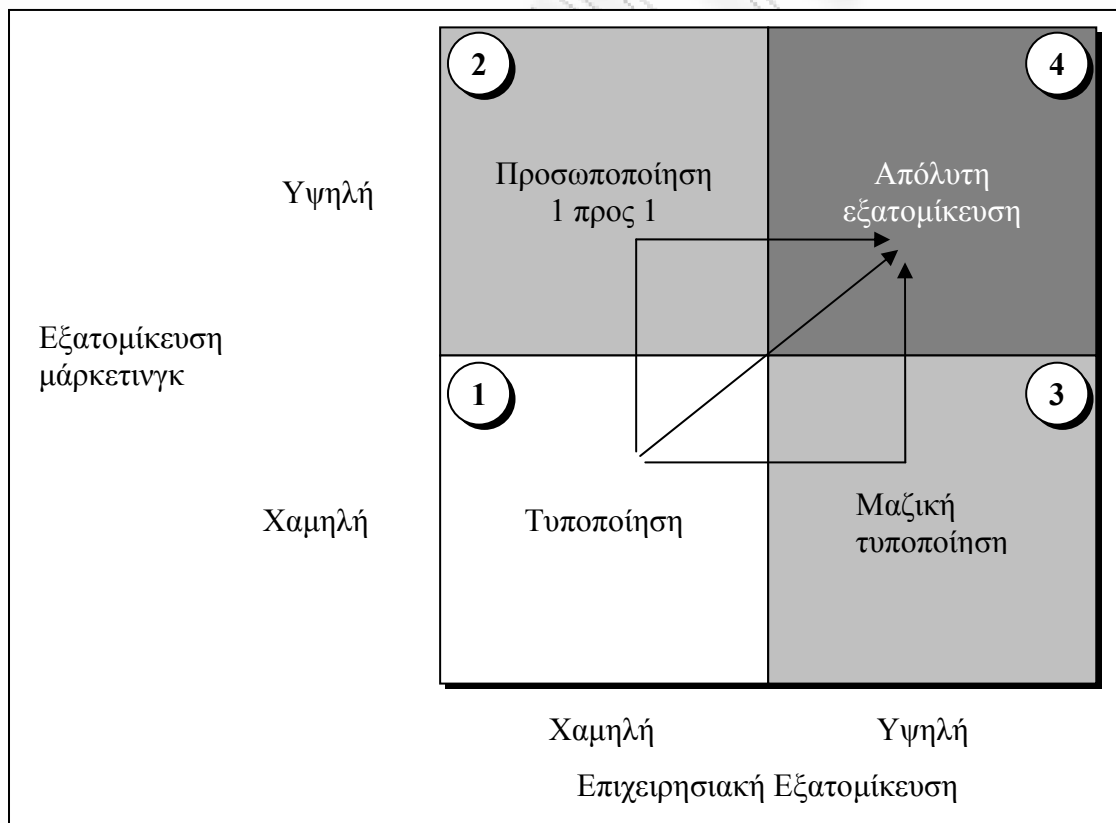 2
4
Υψηλή
Προσωποποίηση
1 προς 1
Απόλυτη
εξατομίκευση
Εξατομίκευση
μάρκετινγκ
1
3
Χαμηλή
Τυποποίηση
Μαζική
τυποποίηση
Χαμηλή
Υψηλή
Επιχειρησιακή Εξατομίκευση